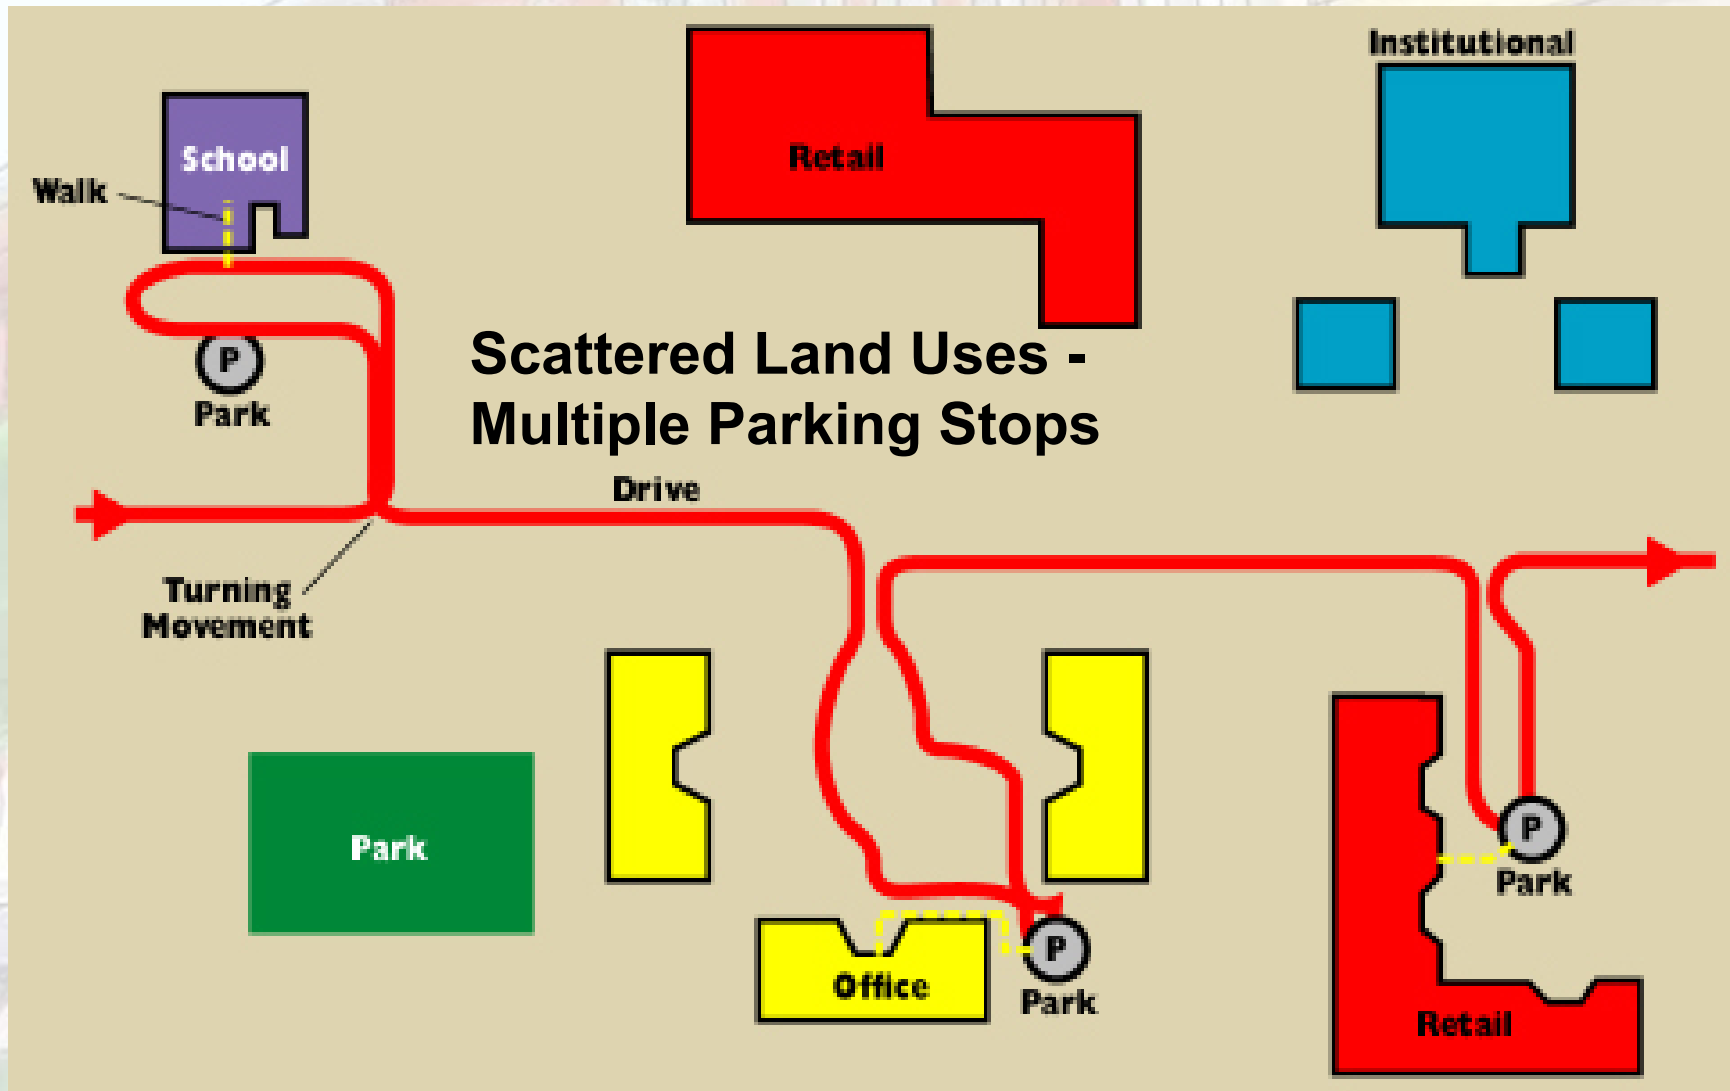 Institutional
School
Retail
Walk
Scattered Land Uses -
Multiple Parking Stops
P
Park
Drive
Turning
Movement
Park
P
Park
Office
P
Park
Retail